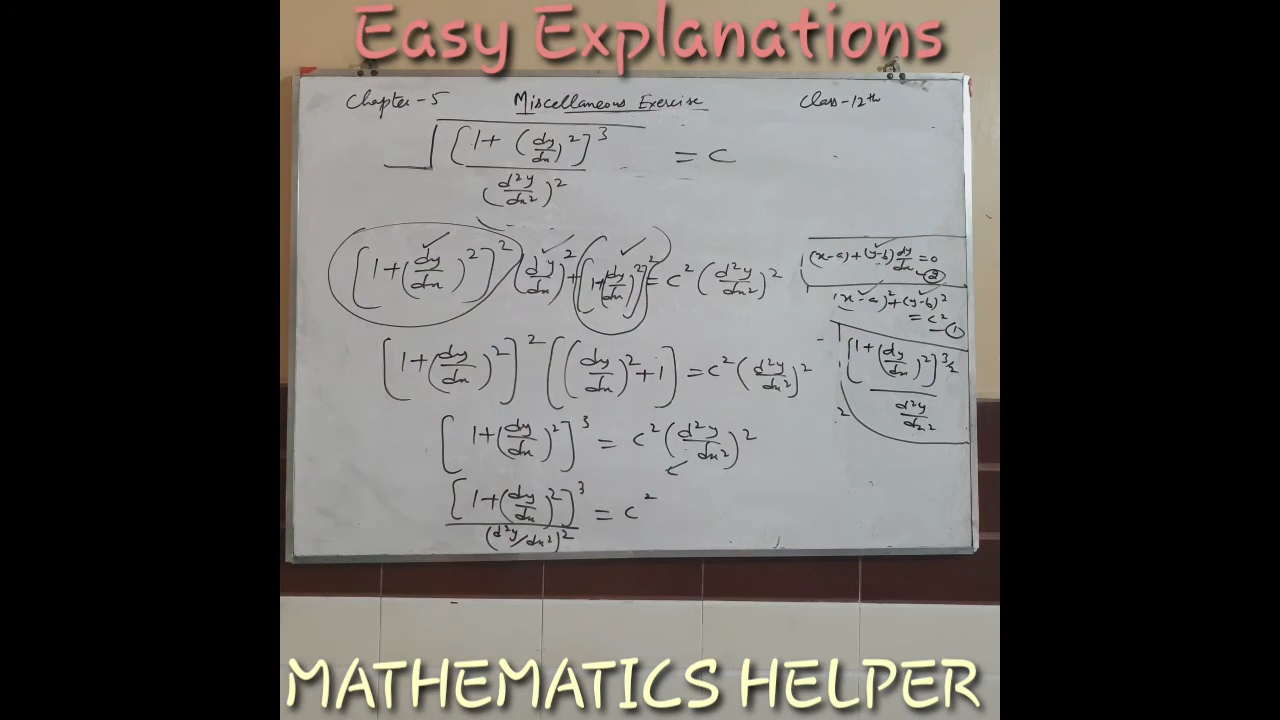 Easy Explanations
Chapter-5 Miscellaneous Exercise Class-12th
√([1+(dy/dx)²]³/(d²y/dx²)²) = c
[1+(dy/dx)²]² (dy/dx)² + [1+(dy/dx)²]² = c²(d²y/dx²)²
[1+(dy/dx)²]² [(dy/dx)²+1] = c²(d²y/dx²)²
[1+(dy/dx)²]³ = c²(d²y/dx²)²
[1+(dy/dx)²]³/(d²y/dx²)² = c²
(x-a)+(y-b)dy/dx=0 -②
(x-a)²+(y-b)²
= c² -①
[1+(dy/dx)²]^3/2 / d²y/dx²
MATHEMATICS HELPER